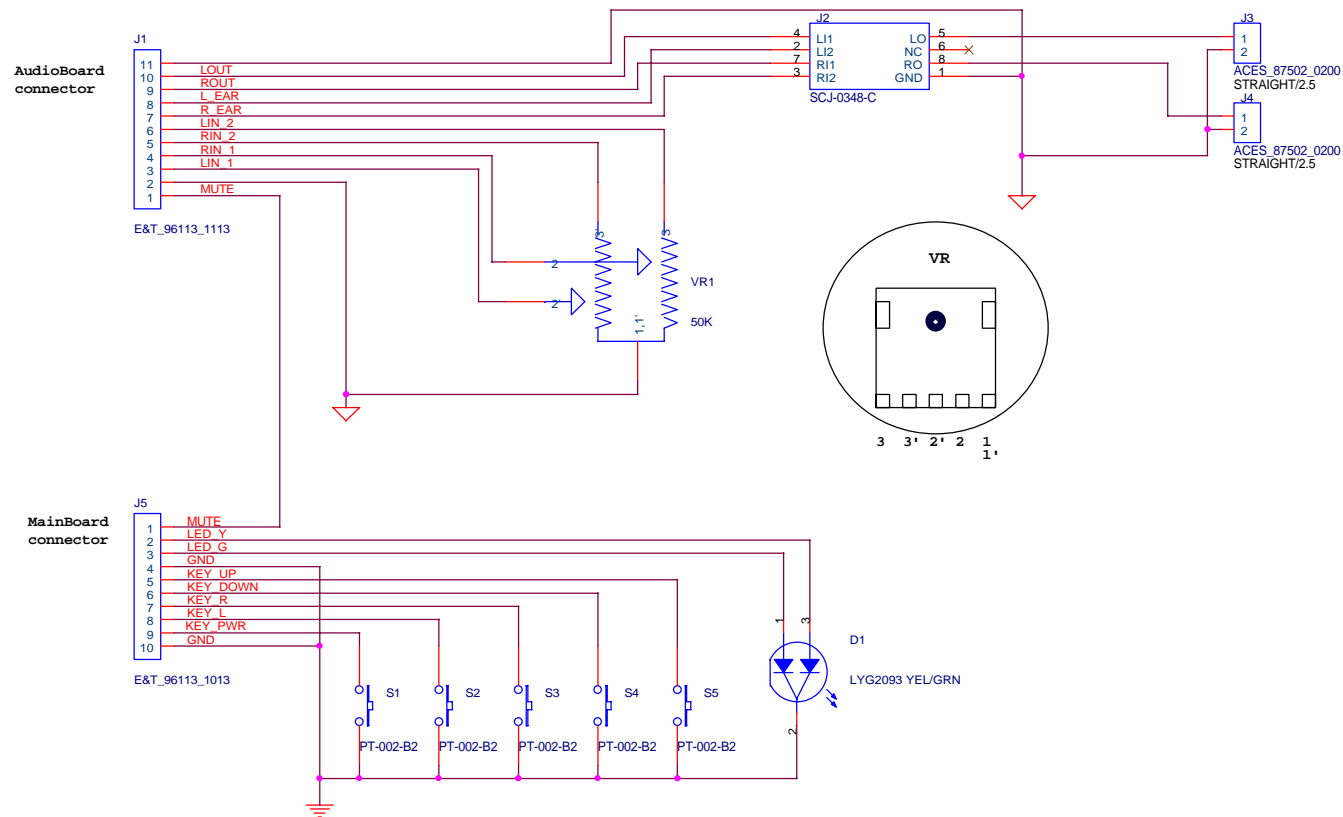 J1
AudioBoard
connector
11
10 LOUT
9 ROUT
8 L_EAR
7 R_EAR
6 LIN_2
5 RIN_2
4 RIN_1
3 LIN_1
2
1 MUTE
E&T_96113_1113
J2
4 LI1 LO 5
2 LI2 NC 6
7 RI1 RO 8
3 RI2 GND 1
SCJ-0348-C
J3
1
2
ACES_87502_0200
STRAIGHT/2.5
J4
1
2
ACES_87502_0200
STRAIGHT/2.5
3' 3
2
2'
1,1'
VR1
50K
VR
3 3' 2' 2 1
1'
J5
MainBoard
connector
1 MUTE
2 LED_Y
3 LED_G
4 GND
5 KEY_UP
6 KEY_DOWN
7 KEY_R
8 KEY_L
9 KEY_PWR
10 GND
E&T_96113_1013
S1 S2 S3 S4 S5
PT-002-B2 PT-002-B2 PT-002-B2 PT-002-B2 PT-002-B2
1 3
D1
LYG2093 YEL/GRN
2